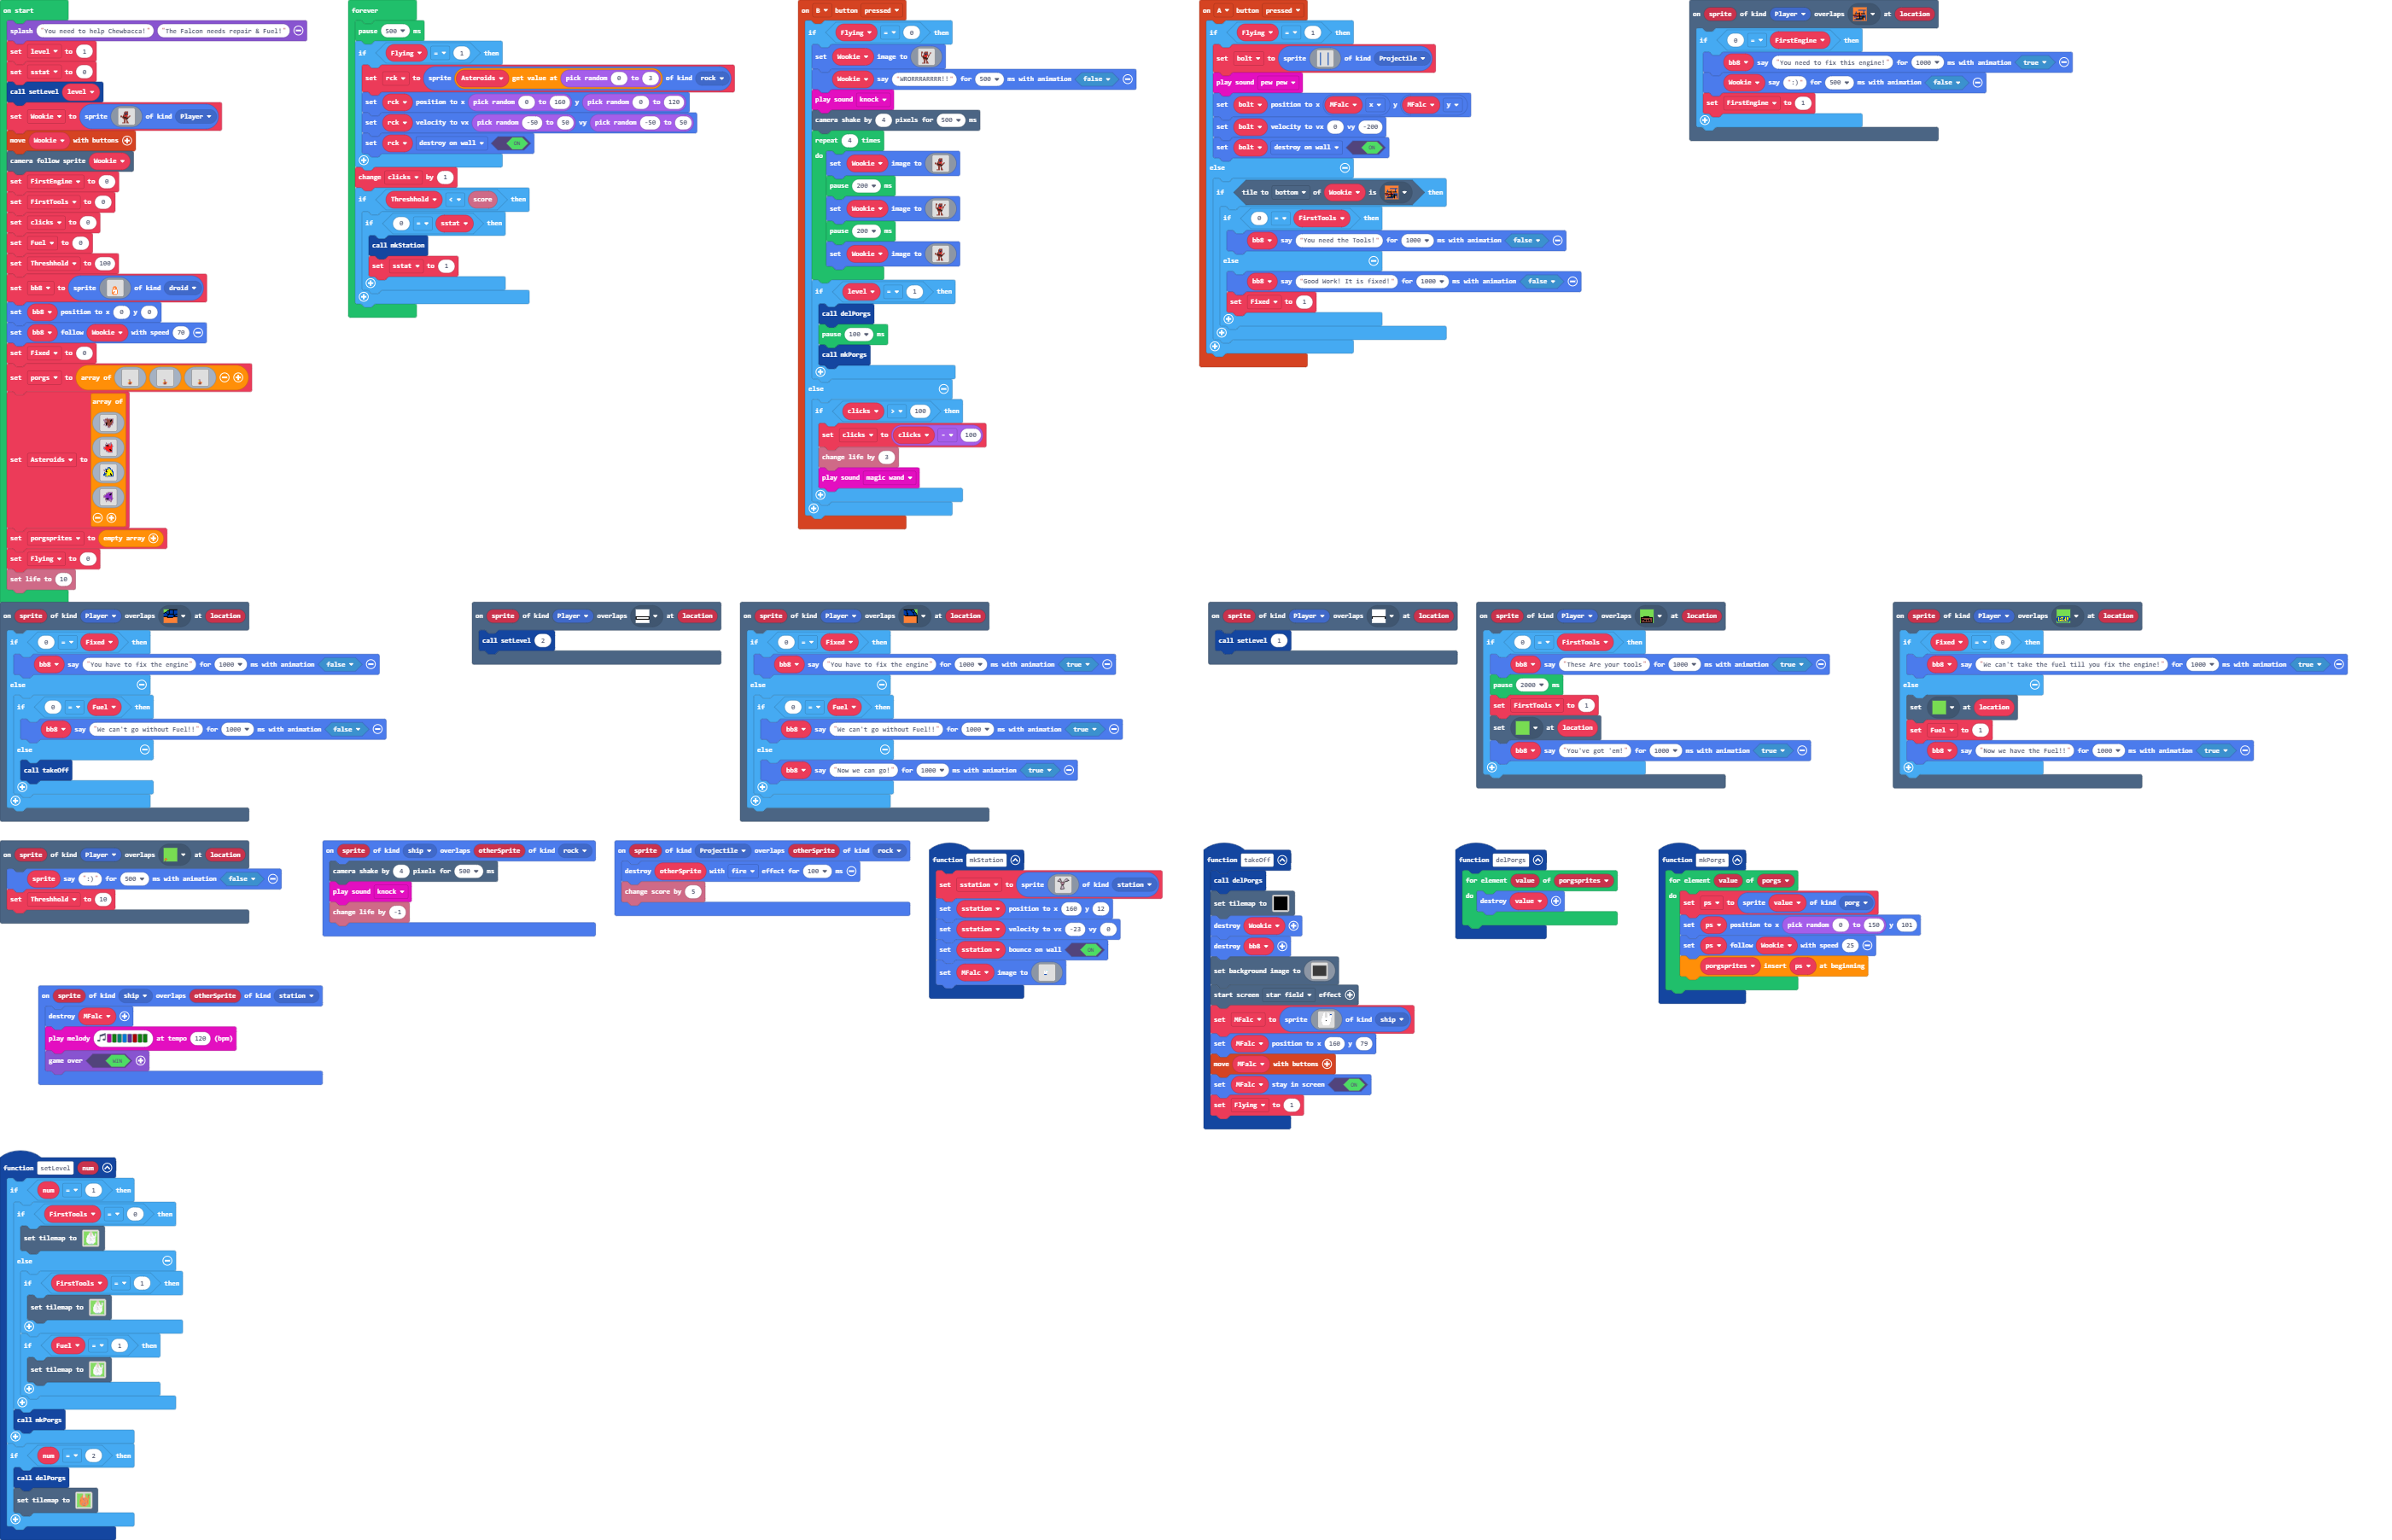 on start
splash "You need to help Chewbacca!" "The Falcon needs repair & Fuel!"
set level to 1
set sstat to 0
call setLevel level
set Wookie to sprite of kind Player
move Wookie with buttons
camera follow sprite Wookie
set FirstEngine to 0
set FirstTools to 0
set clicks to 0
set Fuel to 0
set Threshhold to 100
set bb8 to sprite of kind droid
set bb8 position to x 0 y 0
set bb8 follow Wookie with speed 70
set Fixed to 0
set porgs to array of
set Asteroids to array of
set porgsprites to empty array
set Flying to 0
set life to 10
forever
pause 500 ms
if Flying = 1 then
set rck to sprite Asteroids get value at pick random 0 to 3 of kind rock
set rck position to x pick random 0 to 160 y pick random 0 to 120
set rck velocity to vx pick random -50 to 50 vy pick random -50 to 50
set rck destroy on wall ON
change clicks by 1
if Threshhold < score then
if 0 = sstat then
call mkStation
set sstat to 1
on B button pressed
if Flying = 0 then
set Wookie image to
Wookie say "WRORRRARRRR!!" for 500 ms with animation false
play sound knock
camera shake by 4 pixels for 500 ms
repeat 4 times
do
set Wookie image to
pause 200 ms
set Wookie image to
pause 200 ms
set Wookie image to
if level = 1 then
call delPorgs
pause 100 ms
call mkPorgs
else
if clicks > 100 then
set clicks to clicks - 100
change life by 3
play sound magic wand
on A button pressed
if Flying = 1 then
set bolt to sprite of kind Projectile
play sound pew pew
set bolt position to x MFalc x y MFalc y
set bolt velocity to vx 0 vy -200
set bolt destroy on wall ON
else
if tile to bottom of Wookie is then
if 0 = FirstTools then
bb8 say "You need the Tools!" for 1000 ms with animation false
else
bb8 say "Good Work! It is fixed!" for 1000 ms with animation false
set Fixed to 1
on sprite of kind Player overlaps at location
if 0 = FirstEngine then
bb8 say "You need to fix this engine!" for 1000 ms with animation true
Wookie say ":)" for 500 ms with animation false
set FirstEngine to 1
on sprite of kind Player overlaps at location
if 0 = Fixed then
bb8 say "You have to fix the engine" for 1000 ms with animation false
else
if 0 = Fuel then
bb8 say "We can't go without Fuel!!" for 1000 ms with animation false
else
call takeOff
on sprite of kind Player overlaps at location
call setLevel 2
on sprite of kind Player overlaps at location
if 0 = Fixed then
bb8 say "You have to fix the engine" for 1000 ms with animation true
else
if 0 = Fuel then
bb8 say "We can't go without Fuel!!" for 1000 ms with animation true
else
bb8 say "Now we can go!" for 1000 ms with animation true
on sprite of kind Player overlaps at location
call setLevel 1
on sprite of kind Player overlaps at location
if 0 = FirstTools then
bb8 say "These Are your tools" for 1000 ms with animation true
pause 2000 ms
set FirstTools to 1
set at location
bb8 say "You've got 'em!" for 1000 ms with animation true
on sprite of kind Player overlaps at location
if Fixed = 0 then
bb8 say "We can't take the fuel till you fix the engine!" for 1000 ms with animation true
else
set at location
set Fuel to 1
bb8 say "Now we have the fuel!!" for 1000 ms with animation true
on sprite of kind Player overlaps at location
sprite say ":)" for 500 ms with animation false
set Threshhold to 10
on sprite of kind ship overlaps otherSprite of kind rock
camera shake by 4 pixels for 500 ms
play sound knock
change life by -1
on sprite of kind Projectile overlaps otherSprite of kind rock
destroy otherSprite with fire effect for 100 ms
change score by 5
function mkStation
set sstation to sprite of kind station
set sstation position to x 160 y 12
set sstation velocity to vx -23 vy 0
set sstation bounce on wall ON
set MFalc image to
function takeOff
call delPorgs
set tilemap to
destroy Wookie
destroy bb8
set background image to
start screen star field effect
set MFalc to sprite of kind ship
set MFalc position to x 160 y 79
move MFalc with buttons
set MFalc stay in screen ON
set Flying to 1
function delPorgs
for element value of porgsprites
do destroy value
function mkPorgs
for element value of porgs
do set ps to sprite value of kind porg
set ps position to x pick random 0 to 150 y 101
set ps follow Wookie with speed 25
porgsprites insert ps at beginning
on sprite of kind ship overlaps otherSprite of kind station
destroy MFalc
play melody at tempo 120 (bpm)
game over WIN
function setLevel num
if num = 1 then
if FirstTools = 0 then
set tilemap to
else
if FirstTools = 1 then
set tilemap to
if Fuel = 1 then
set tilemap to
call mkPorgs
if num = 2 then
call delPorgs
set tilemap to